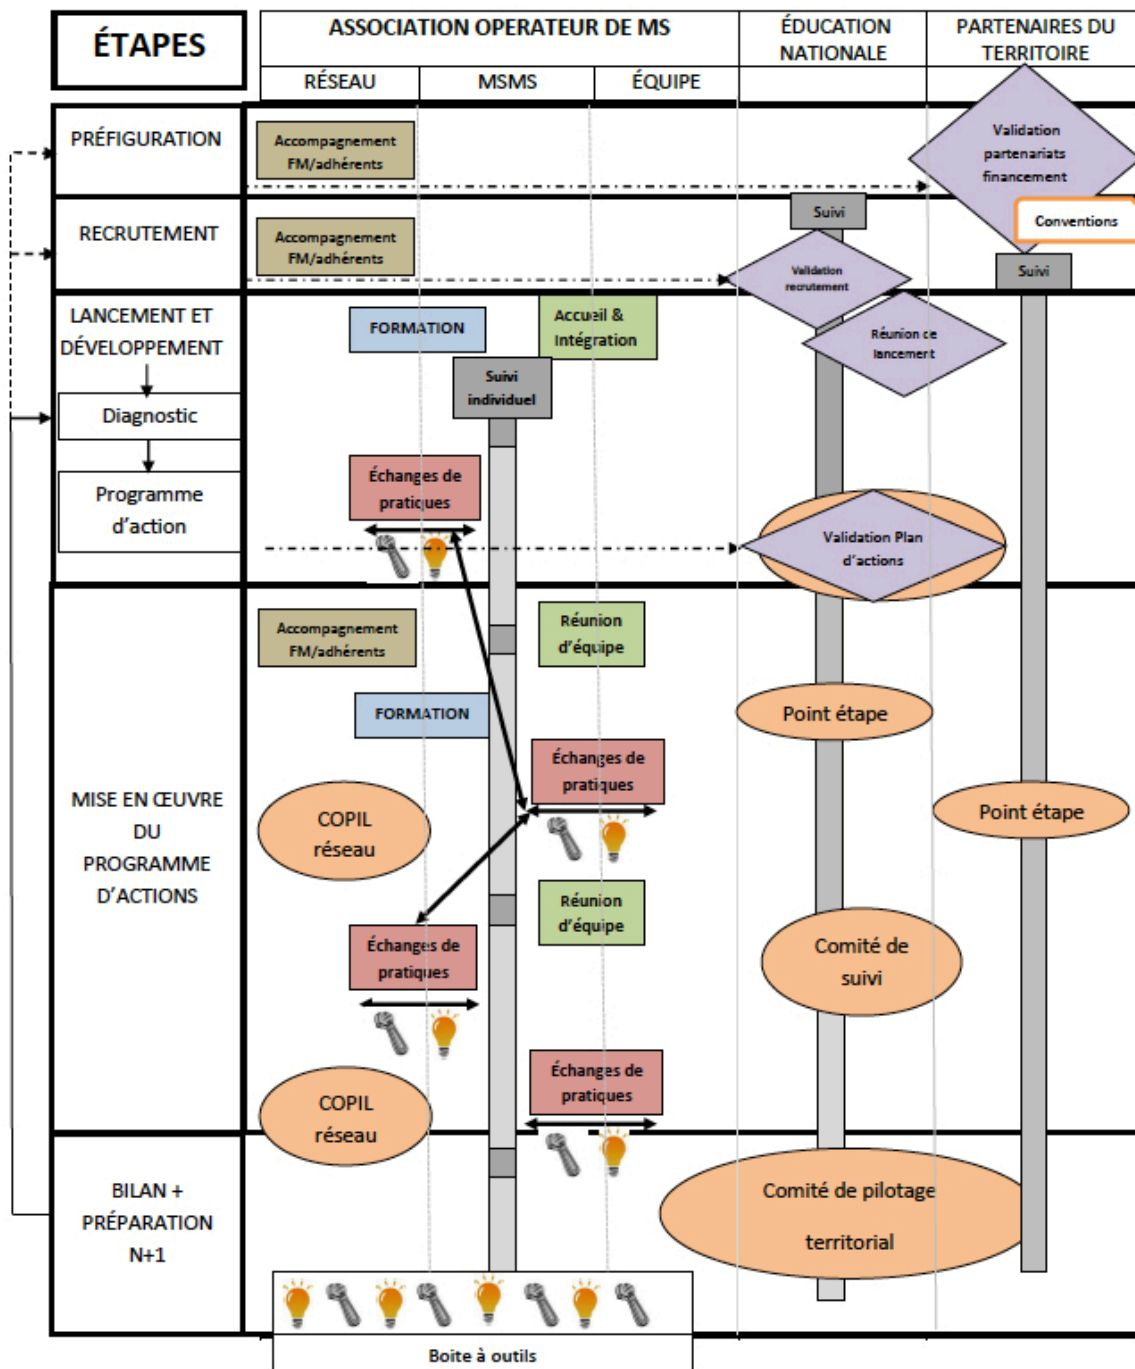 ÉTAPES
ASSOCIATION OPERATEUR DE MS
ÉDUCATION
NATIONALE
PARTENAIRES DU
TERRITOIRE
RÉSEAU
MSMS
ÉQUIPE
PRÉFIGURATION
Accompagnement
FM/adhérents
Validation
partenariats
financement
Conventions
RECRUTEMENT
Accompagnement
FM/adhérents
Suivi
Validation
recrutement
Suivi
LANCEMENT ET
DÉVELOPPEMENT
Diagnostic
Programme
d'action
FORMATION
Accueil &
Intégration
Réunion de
lancement
Suivi
individuel
Échanges de
pratiques
Validation Plan
d'actions
MISE EN ŒUVRE
DU
PROGRAMME
D'ACTIONS
Accompagnement
FM/adhérents
Réunion
d'équipe
FORMATION
Point étape
Échanges de
pratiques
COPIL
réseau
Point étape
Réunion
d'équipe
Échanges de
pratiques
Comité de
suivi
COPIL
réseau
Échanges de
pratiques
BILAN +
PRÉPARATION
N+1
Comité de pilotage
territorial
Boite à outils